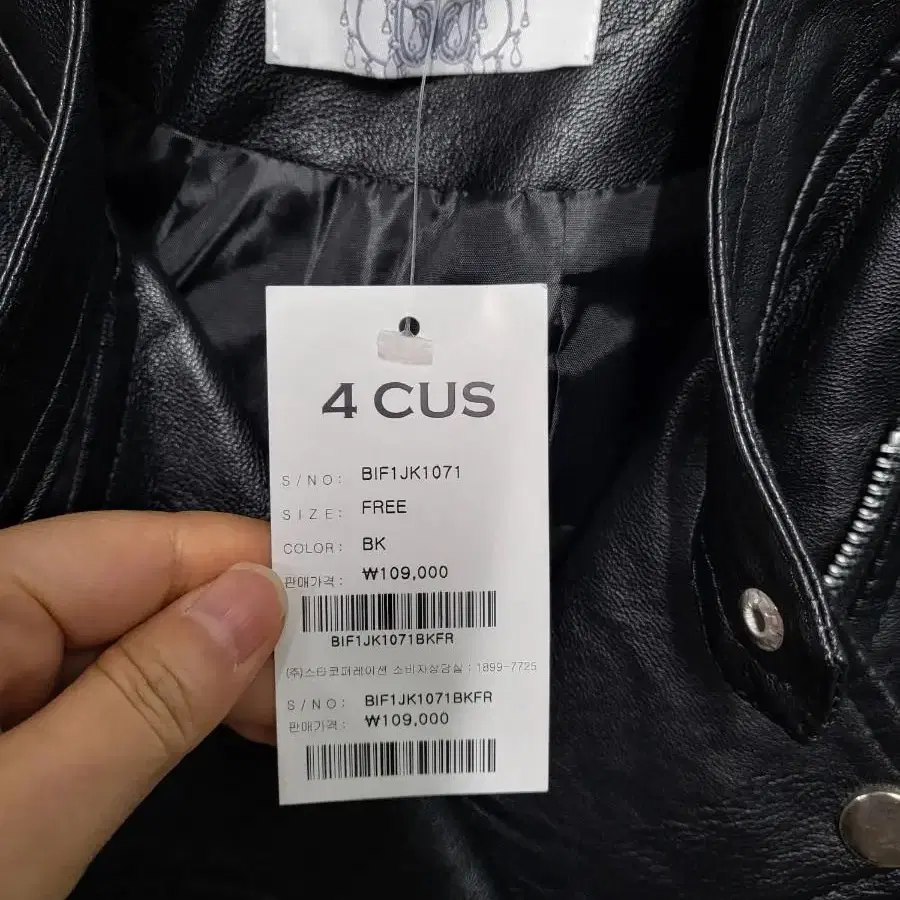 4 CUS
S/NO: BIF1JK1071
SIZE: FREE
COLOR: BK
판매가격: ₩109,000
BIF1JK1071BKFR
(주)스타코퍼레이션 소비자상담실 : 1899-7725
S/NO: BIF1JK1071BKFR
판매가격: ₩109,000